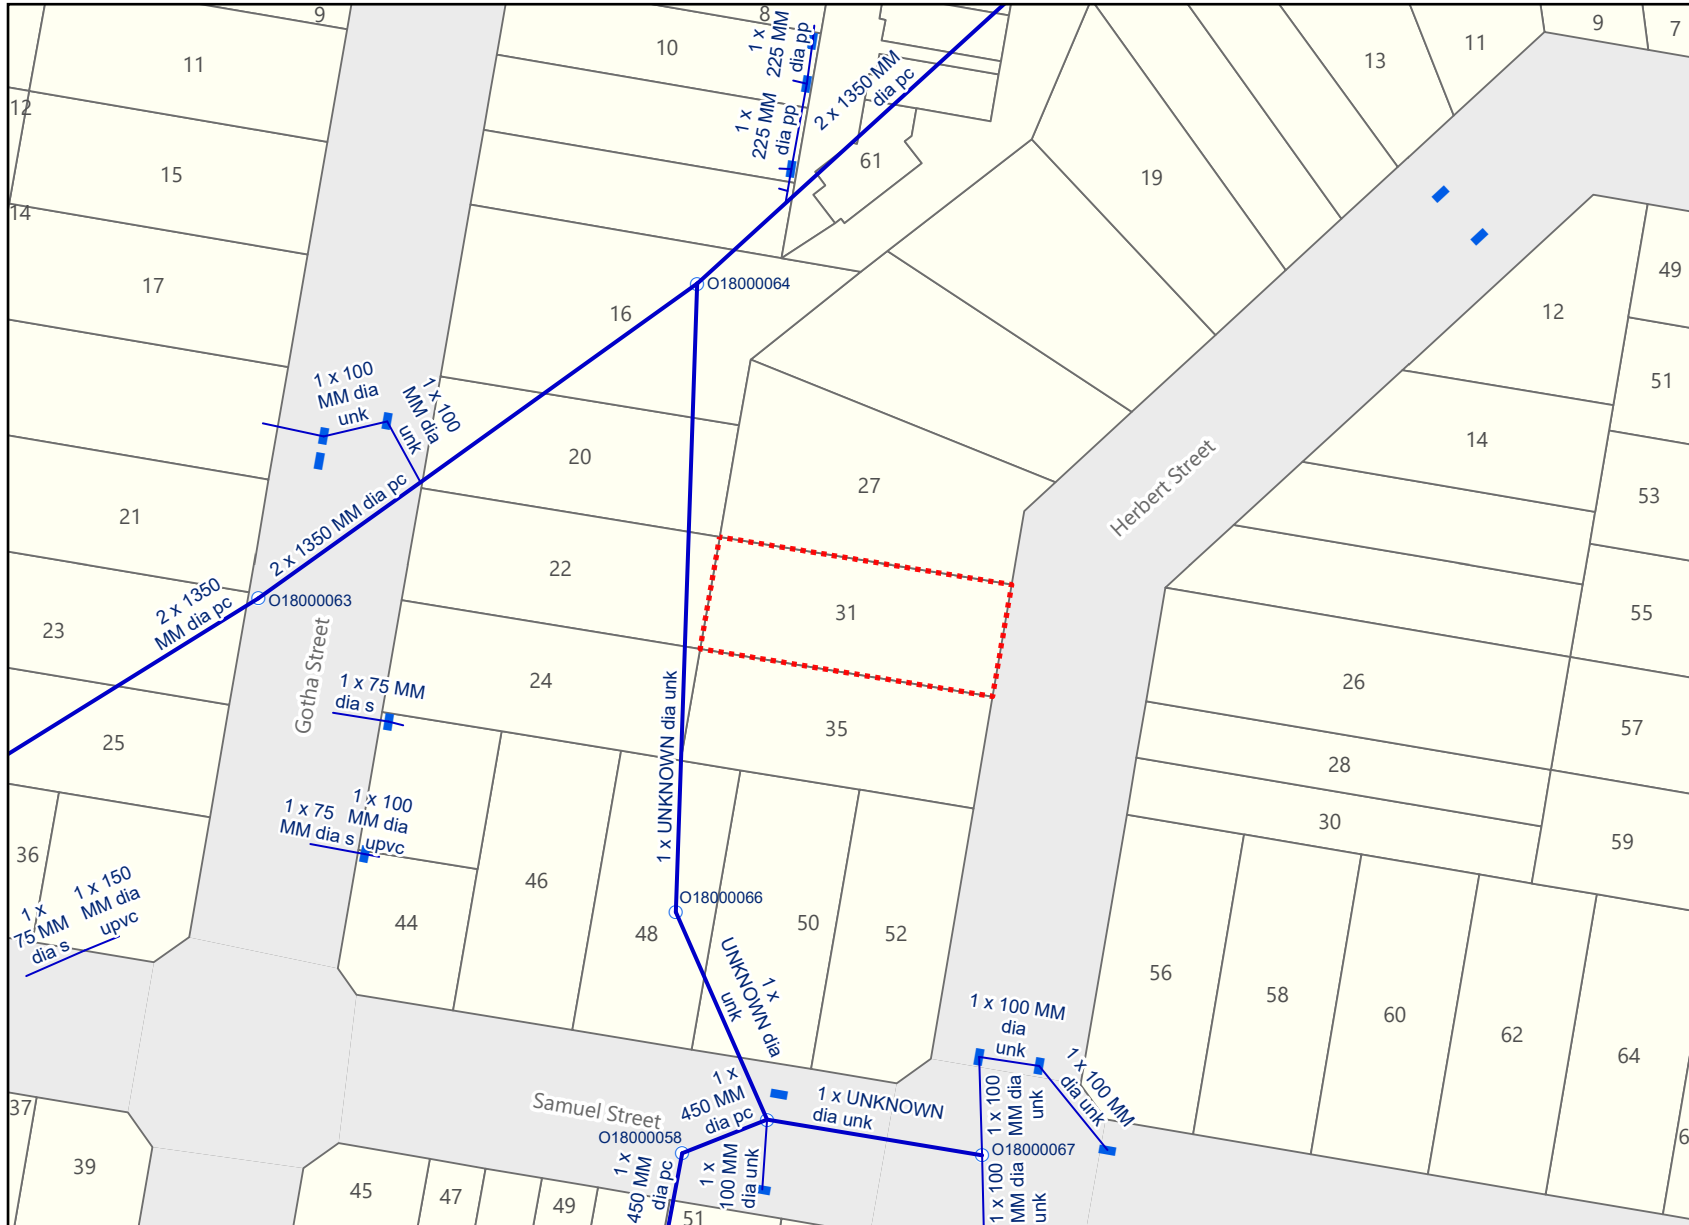 9
8
9
7
11
10
1 x
225 MM
dia pp
2 x 1350 MM
dia pc
13
11
12
1 x
225 MM
dia pp
15
61
19
14
17
16
O18000064
49
12
51
1 x 100
MM dia
unk
1 x 100
MM dia
unk
20
27
14
Herbert Street
53
21
2 x 1350 MM dia pc
22
31
2 x 1350
MM dia pc
O18000063
23
55
Gotha Street
24
1 x 75 MM
dia s
26
25
35
57
1 x UNKNOWN dia unk
28
1 x 75
MM dia s
1 x 100
MM dia
upvc
30
36
59
46
1 x
75 MM
dia s
1 x 150
MM dia
upvc
O18000066
44
48
50
52
1 x
UNKNOWN dia
unk
56
58
60
62
64
1 x 100 MM
dia
unk
1 x 100 MM
dia unk
1 x
450 MM
dia pc
1 x UNKNOWN
dia unk
1 x 100
MM dia
unk
Samuel Street
37
O18000058
O18000067
39
1 x
450 MM
dia pc
1 x
100 MM
dia unk
1 x 100
MM dia
unk
45
47
49
51
6